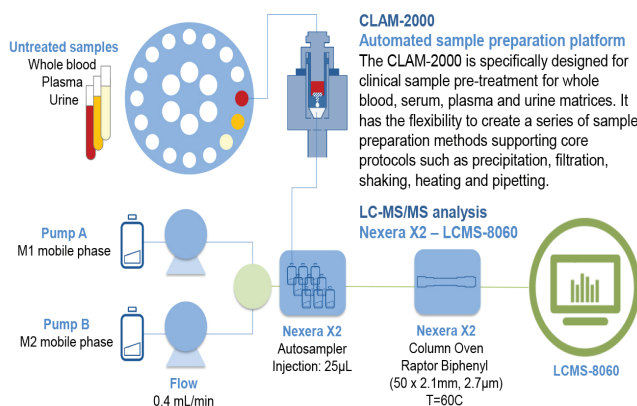 Untreated samples
Whole blood
Plasma
Urine
CLAM-2000
Automated sample preparation platform
The CLAM-2000 is specifically designed for
clinical sample pre-treatment for whole
blood, serum, plasma and urine matrices. It
has the flexibility to create a series of sample
preparation methods supporting core
protocols such as precipitation, filtration,
shaking, heating and pipetting.
LC-MS/MS analysis
Nexera X2 – LCMS-8060
Pump A
M1 mobile phase
Pump B
M2 mobile phase
Flow
0.4 mL/min
Nexera X2
Autosampler
Injection: 25µL
Nexera X2
Column Oven
Raptor Biphenyl
(50 x 2.1mm, 2.7µm)
T=60C
LCMS-8060